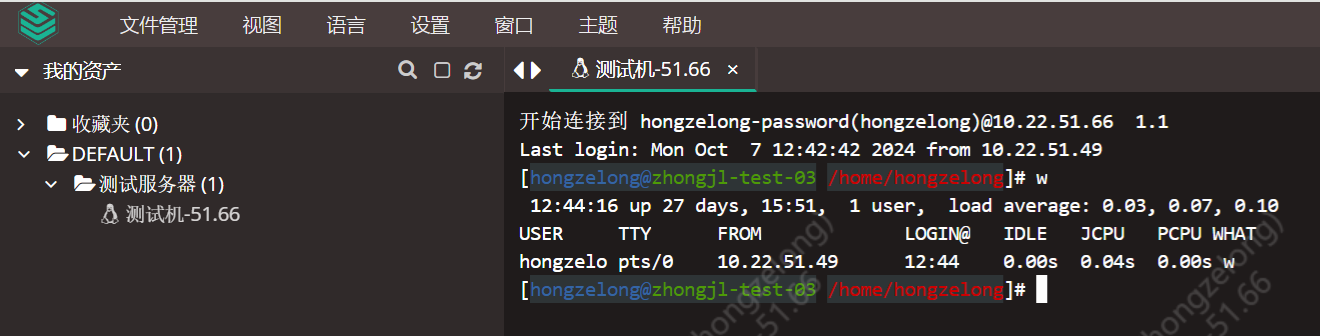 文件管理 视图 语言 设置 窗口 主题 帮助
我的资产
测试机-51.66 ×
收藏夹 (0)
DEFAULT (1)
测试服务器 (1)
测试机-51.66
开始连接到 hongzelong-password(hongzelong)@10.22.51.66  1.1
Last login: Mon Oct  7 12:42:42 2024 from 10.22.51.49
[hongzelong@zhongjl-test-03 /home/hongzelong]# w
 12:44:16 up 27 days, 15:51,  1 user,  load average: 0.03, 0.07, 0.10
USER     TTY      FROM             LOGIN@   IDLE   JCPU   PCPU WHAT
hongzelo pts/0    10.22.51.49      12:44    0.00s  0.04s  0.00s w
[hongzelong@zhongjl-test-03 /home/hongzelong]#
hongzelong)
51.66
hongzelong)
51.66